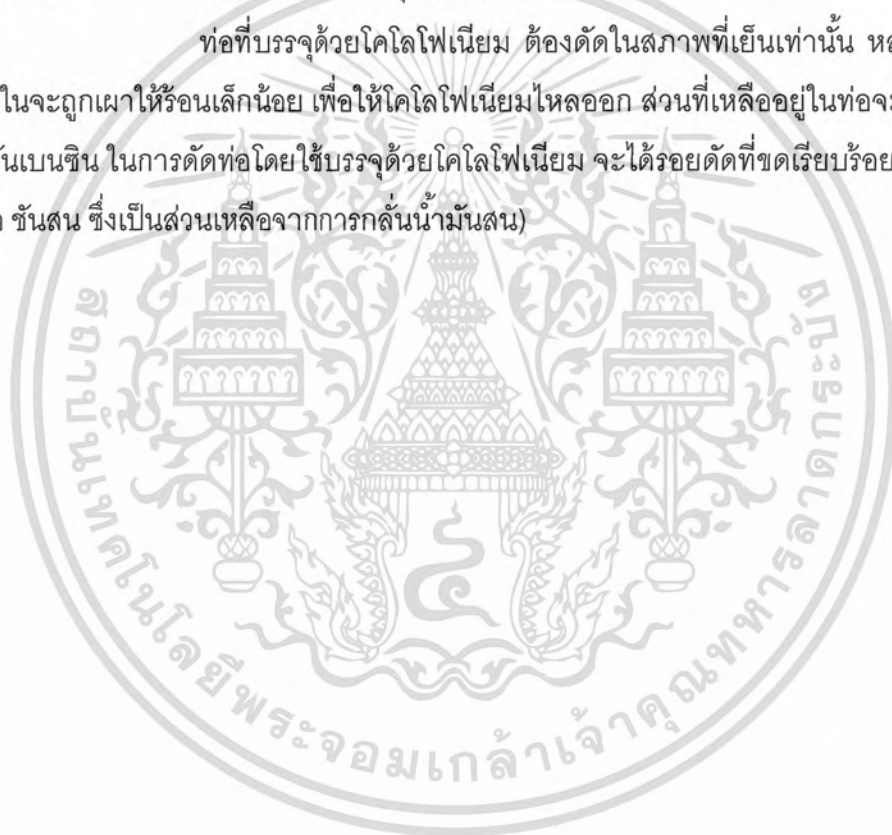 ท่อที่บรรจุด้วยโคโลโฟเนียม ต้องดัดในสภาพที่เย็นเท่านั้น
ในจะถูกเผาให้ร้อนเล็กน้อย เพื่อให้โคโลโฟเนียมไหลออก ส่วนที่เหลืออยู่ในท่อจะ
ันเบนซิน ในการดัดท่อโดยใช้บรรจุด้วยโคโลโฟเนียม จะได้รอยดัดที่ขดเรียบร้อย
ชันสน ซึ่งเป็นส่วนเหลือจากการกลั่นน้ำมันสน)
สถาบันเทคโนโลยีพระจอมเกล้าเจ้าคุณทหารลาดกระบัง